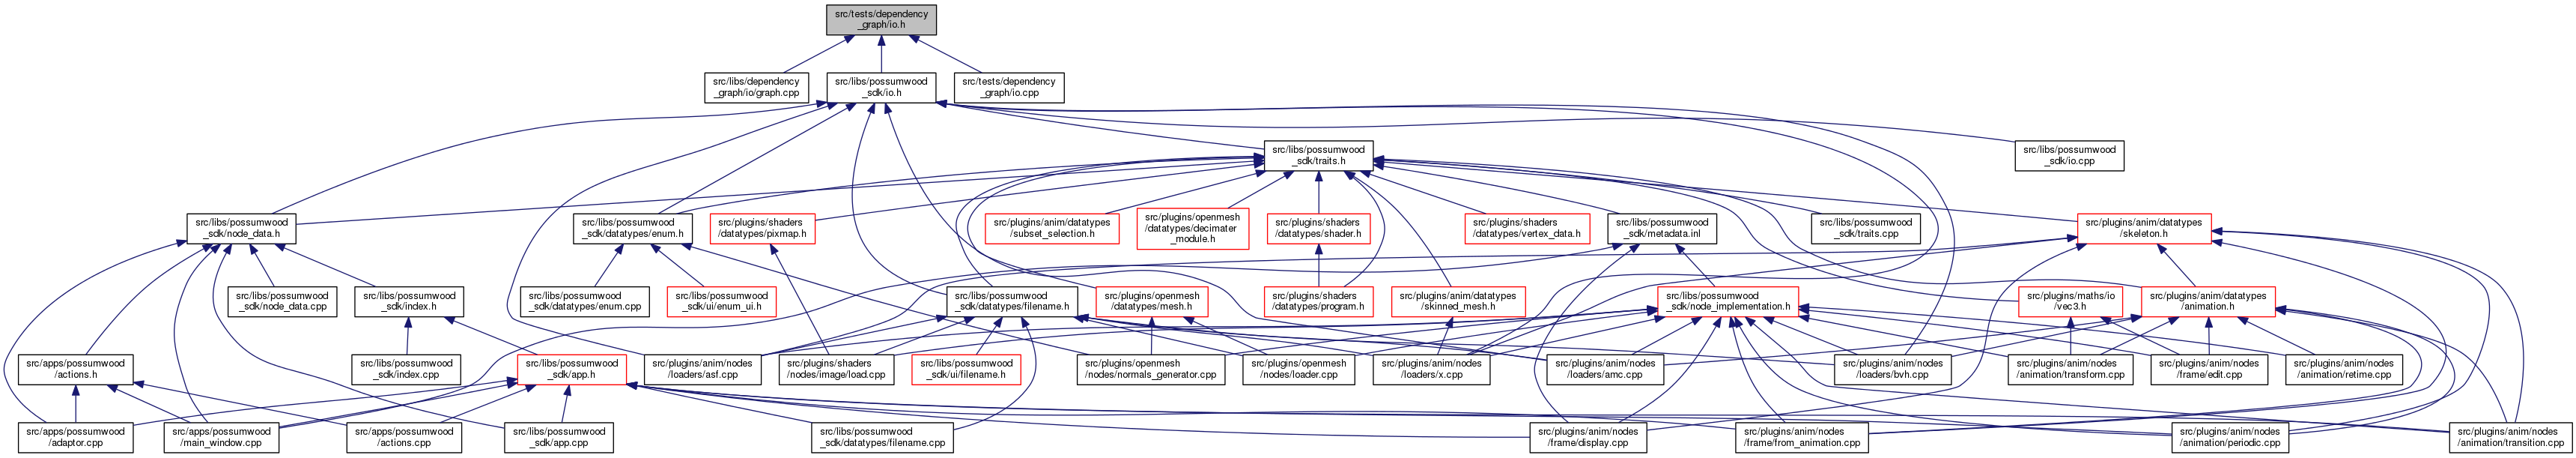 src/tests/dependency
_graph/io.h
src/libs/dependency
_graph/io/graph.cpp
src/libs/possumwood
_sdk/io.h
src/tests/dependency
_graph/io.cpp
src/libs/possumwood
_sdk/traits.h
src/libs/possumwood
_sdk/io.cpp
src/libs/possumwood
_sdk/node_data.h
src/libs/possumwood
_sdk/datatypes/enum.h
src/plugins/shaders
/datatypes/pixmap.h
src/plugins/anim/datatypes
/subset_selection.h
src/plugins/openmesh
/datatypes/decimater
_module.h
src/plugins/shaders
/datatypes/shader.h
src/plugins/shaders
/datatypes/vertex_data.h
src/libs/possumwood
_sdk/metadata.inl
src/libs/possumwood
_sdk/traits.cpp
src/plugins/anim/datatypes
/skeleton.h
src/libs/possumwood
_sdk/node_data.cpp
src/libs/possumwood
_sdk/index.h
src/libs/possumwood
_sdk/datatypes/enum.cpp
src/libs/possumwood
_sdk/ui/enum_ui.h
src/libs/possumwood
_sdk/datatypes/filename.h
src/plugins/openmesh
/datatypes/mesh.h
src/plugins/shaders
/datatypes/program.h
src/plugins/anim/datatypes
/skinned_mesh.h
src/libs/possumwood
_sdk/node_implementation.h
src/plugins/maths/io
/vec3.h
src/plugins/anim/datatypes
/animation.h
src/apps/possumwood
/actions.h
src/libs/possumwood
_sdk/index.cpp
src/libs/possumwood
_sdk/app.h
src/plugins/anim/nodes
/loaders/asf.cpp
src/plugins/shaders
/nodes/image/load.cpp
src/libs/possumwood
_sdk/ui/filename.h
src/plugins/openmesh
/nodes/normals_generator.cpp
src/plugins/openmesh
/nodes/loader.cpp
src/plugins/anim/nodes
/loaders/x.cpp
src/plugins/anim/nodes
/loaders/amc.cpp
src/plugins/anim/nodes
/loaders/bvh.cpp
src/plugins/anim/nodes
/animation/transform.cpp
src/plugins/anim/nodes
/frame/edit.cpp
src/plugins/anim/nodes
/animation/retime.cpp
src/apps/possumwood
/adaptor.cpp
src/apps/possumwood
/main_window.cpp
src/apps/possumwood
/actions.cpp
src/libs/possumwood
_sdk/app.cpp
src/libs/possumwood
_sdk/datatypes/filename.cpp
src/plugins/anim/nodes
/frame/display.cpp
src/plugins/anim/nodes
/frame/from_animation.cpp
src/plugins/anim/nodes
/animation/periodic.cpp
src/plugins/anim/nodes
/animation/transition.cpp